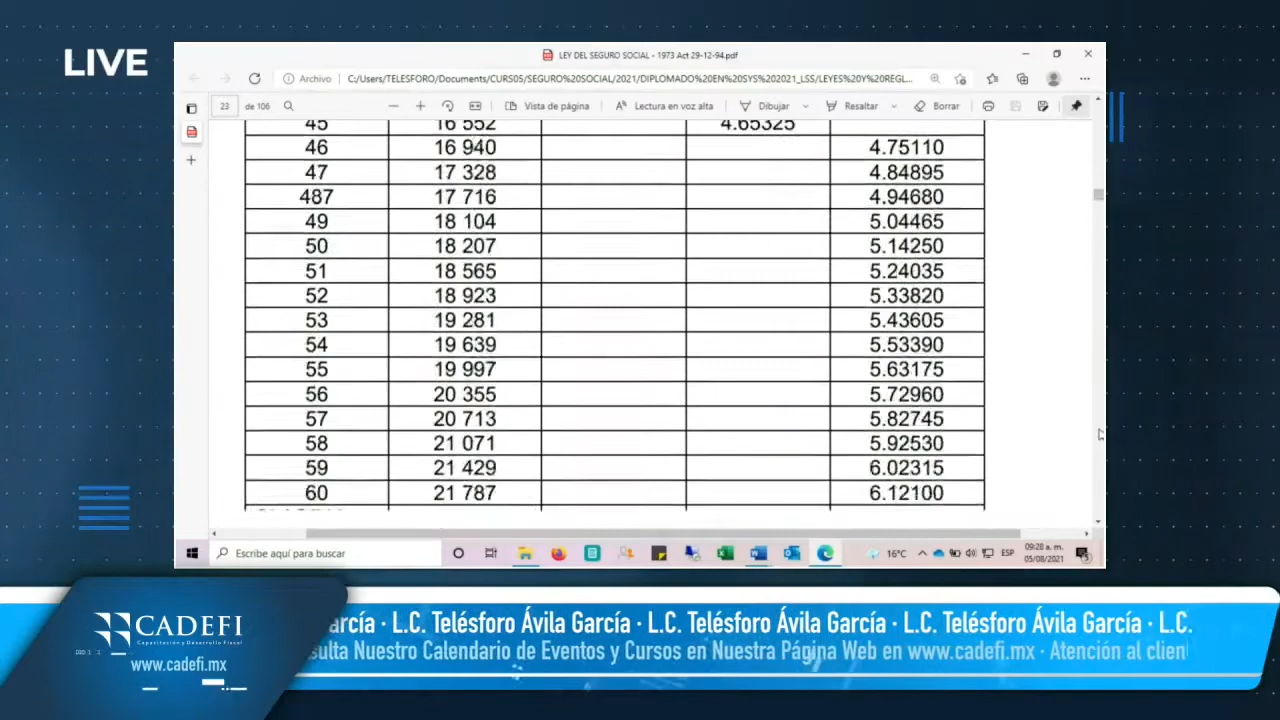 LIVE
LEY DEL SEGURO SOCIAL - 1973 Act 29-12-94.pdf
Archivo | C:/Users/TELESFORO/Documents/CURSOS/SEGURO%20SOCIAL/2021/DIPLOMADO%20EN%20SYS%202021_LSS/LEYES%20Y%20REGL...
23 de 106 Vista de página Lectura en voz alta Dibujar Resaltar Borrar
45 16 552 4.65325
46 16 940 4.75110
47 17 328 4.84895
487 17 716 4.94680
49 18 104 5.04465
50 18 207 5.14250
51 18 565 5.24035
52 18 923 5.33820
53 19 281 5.43605
54 19 639 5.53390
55 19 997 5.63175
56 20 355 5.72960
57 20 713 5.82745
58 21 071 5.92530
59 21 429 6.02315
60 21 787 6.12100
Escribe aquí para buscar 16°C ESP 09:28 a. m.
05/08/2021
CADEFI
Capacitación y Desarrollo Fiscal
www.cadefi.mx
arcía · L.C. Telésforo Ávila García · L.C. Telésforo Ávila García · L.C. Telésforo Ávila García · L.C.
sulta Nuestro Calendario de Eventos y Cursos en Nuestra Página Web en www.cadefi.mx · Atención al clien